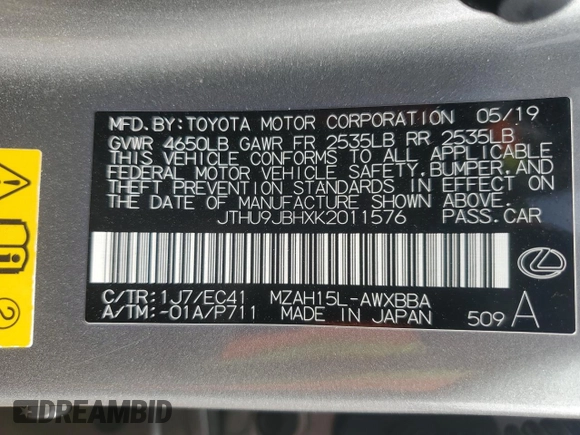 MFD. BY: TOYOTA MOTOR CORPORATION 05/19
GVWR 4650LB GAWR FR 2535LB RR 2535LB
THIS VEHICLE CONFORMS TO ALL APPLICABLE
FEDERAL MOTOR VEHICLE SAFETY, BUMPER, AND
THEFT PREVENTION STANDARDS IN EFFECT ON
THE DATE OF MANUFACTURE SHOWN ABOVE.
JTHU9JBHXK2011576 PASS. CAR
C/TR: 1J7/EC41 MZAH15L-AWXBBA
A/TM: -01A/P711 MADE IN JAPAN 509 A
2
DREAMBID